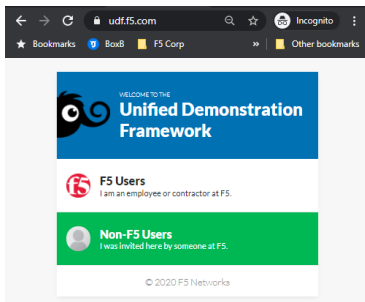 udf.f5.com
Incognito
Bookmarks
BoxB
F5 Corp
»
Other bookmarks
WELCOME TO THE
Unified Demonstration
Framework
f5
F5 Users
I am an employee or contractor at F5.
Non-F5 Users
I was invited here by someone at F5.
© 2020 F5 Networks